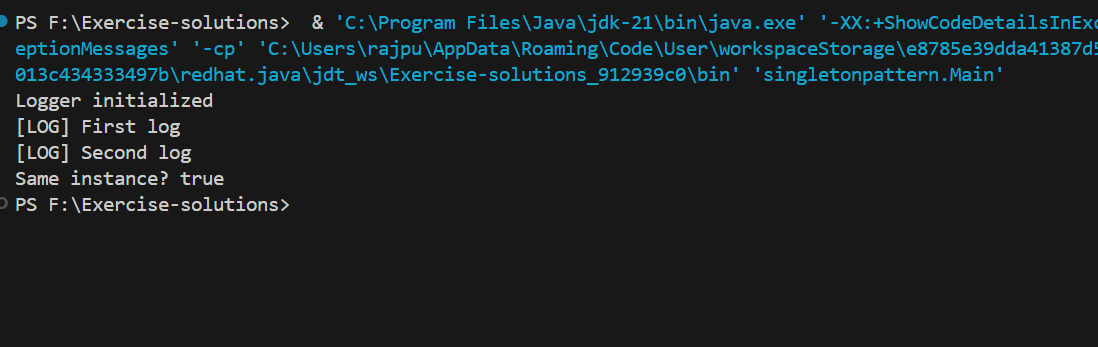 PS F:\Exercise-solutions>  & 'C:\Program Files\Java\jdk-21\bin\java.exe' '-XX:+ShowCodeDetailsInExc
eptionMessages' '-cp' 'C:\Users\rajpu\AppData\Roaming\Code\User\workspaceStorage\e8785e39dda41387d5
013c434333497b\redhat.java\jdt_ws\Exercise-solutions_912939c0\bin' 'singletonpattern.Main'
Logger initialized
[LOG] First log
[LOG] Second log
Same instance? true
PS F:\Exercise-solutions>